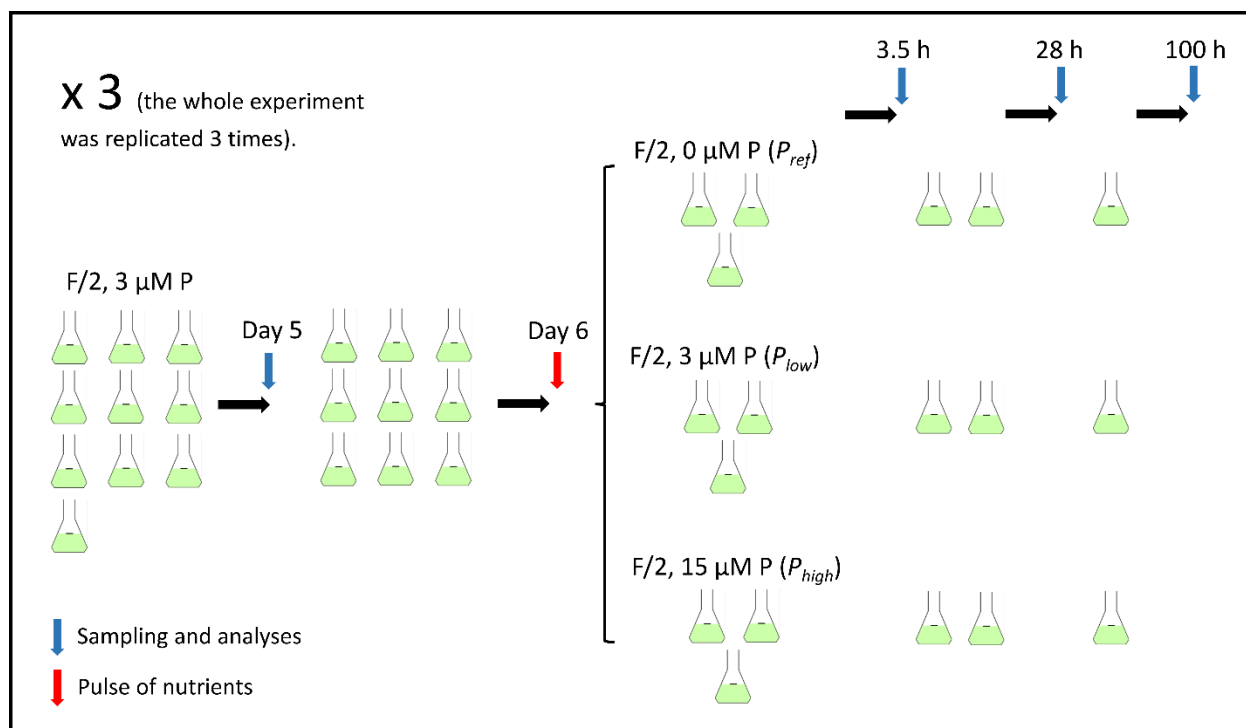 x 3 (the whole experiment
was replicated 3 times).
3.5 h
28 h
100 h
F/2, 0 µM P (Pref)
F/2, 3 µM P
Day 5
Day 6
F/2, 3 µM P (Plow)
F/2, 15 µM P (Phigh)
Sampling and analyses
Pulse of nutrients